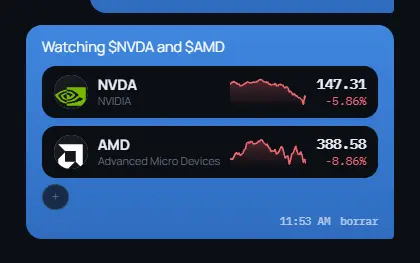 Watching $NVDA and $AMD
NVDA
NVIDIA
147.31
-5.86%
AMD
Advanced Micro Devices
388.58
-8.86%
+
11:53 AM borrar